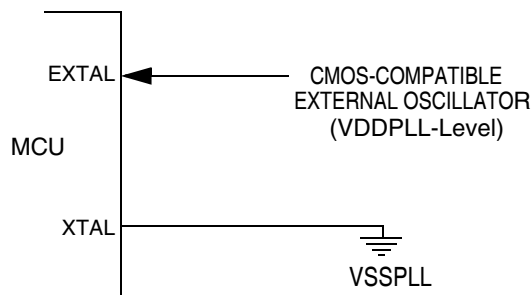 EXTAL
CMOS-COMPATIBLE
EXTERNAL OSCILLATOR
(VDDPLL-Level)
MCU
XTAL
VSSPLL